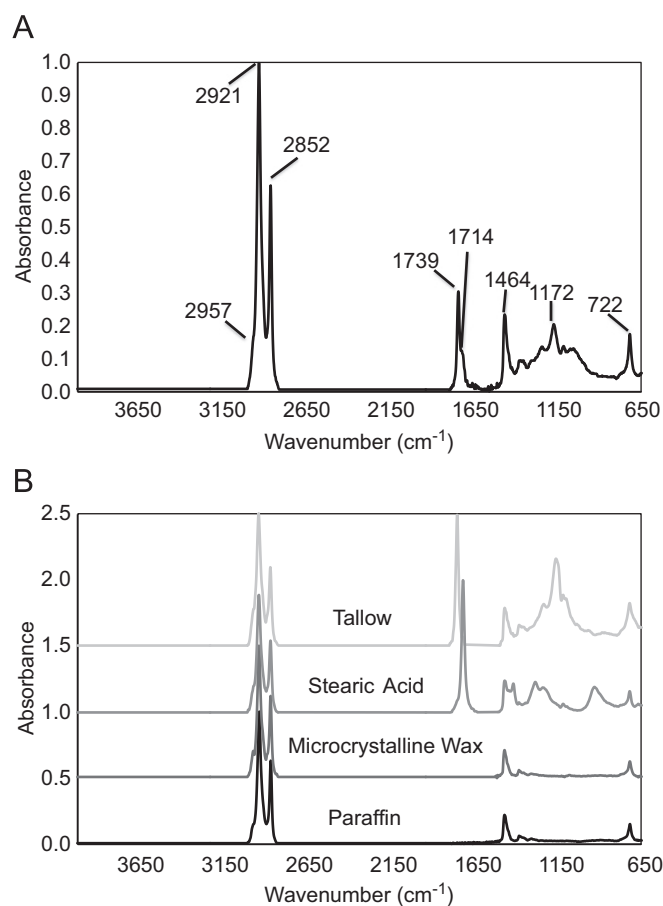 A
1.0
0.9
0.8
0.7
0.6
0.5
0.4
0.3
0.2
0.1
0.0
Absorbance
2921
2852
2957
1739
1714
1464
1172
722
3650 3150 2650 2150 1650 1150 650
Wavenumber (cm-1)
B
2.5
2.0
1.5
1.0
0.5
0.0
Absorbance
Tallow
Stearic Acid
Microcrystalline Wax
Paraffin
3650 3150 2650 2150 1650 1150 650
Wavenumber (cm-1)